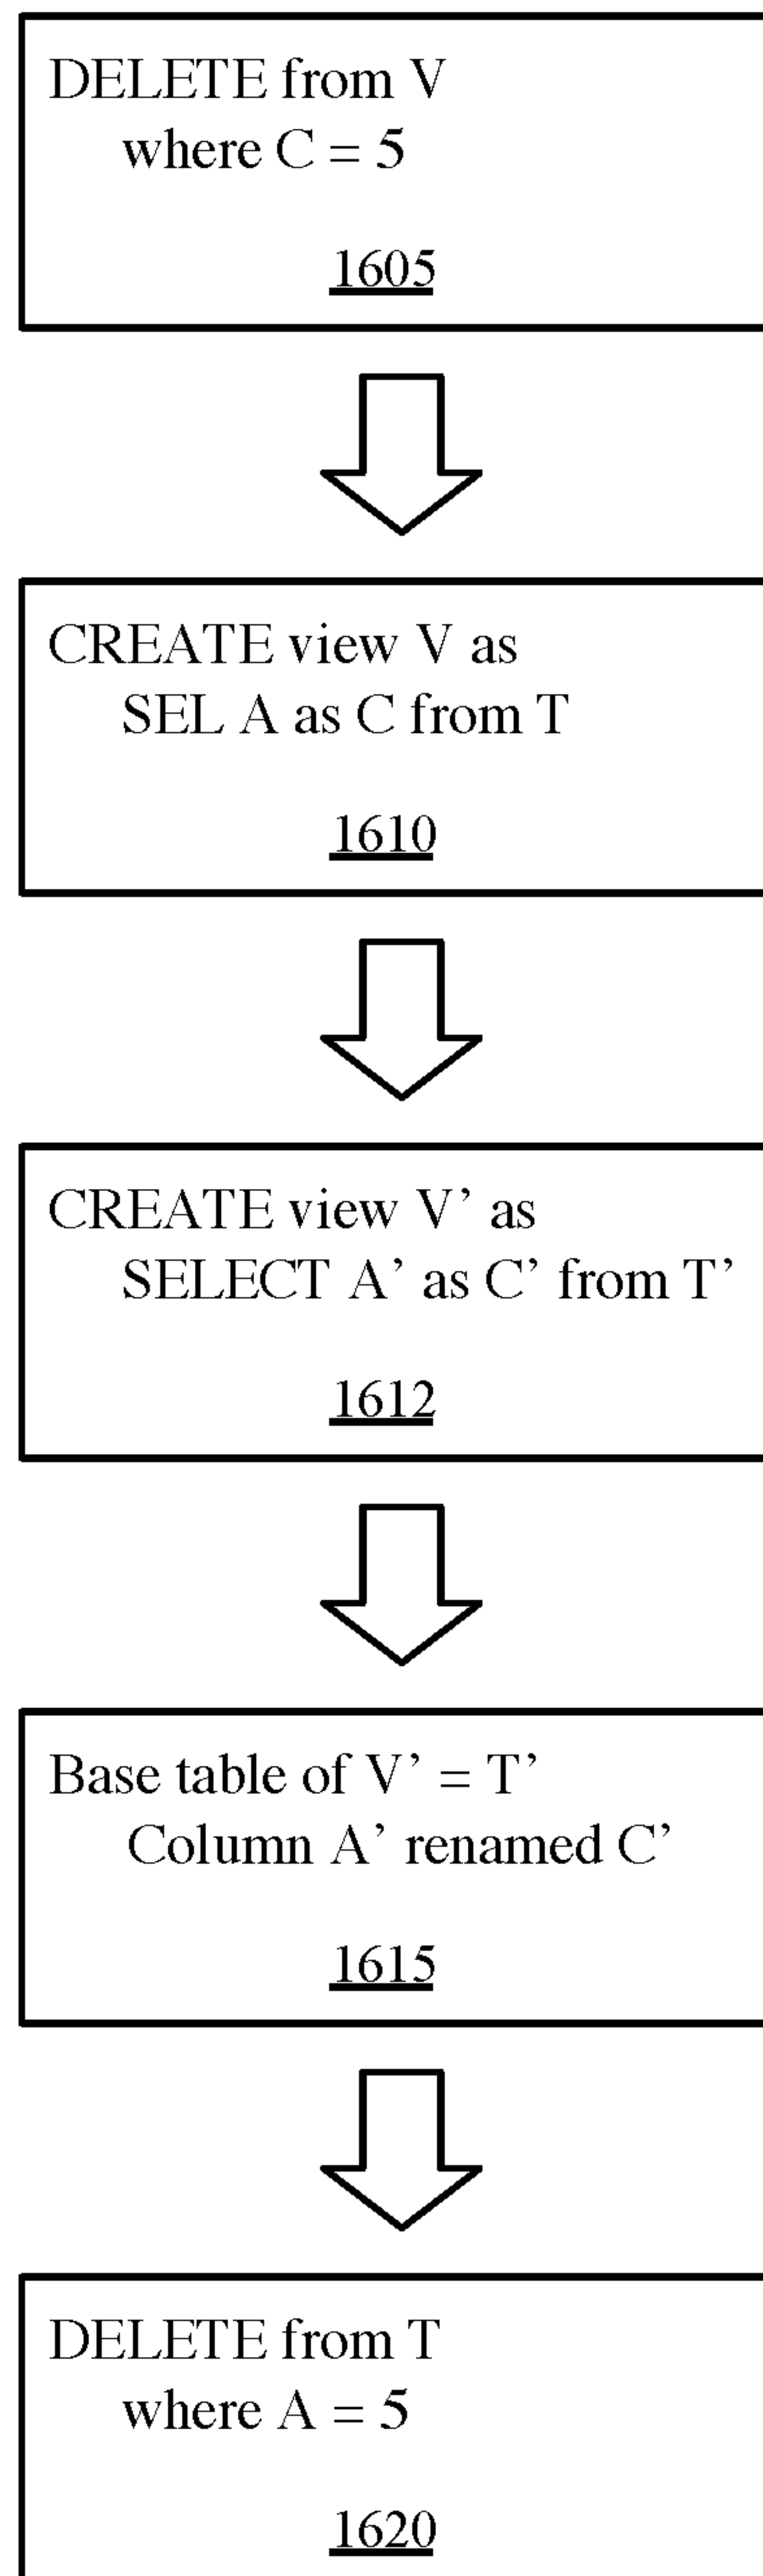 DELETE from V
where C = 5
1605
CREATE view V as
SEL A as C from T
1610
CREATE view V’ as
SELECT A’ as C’ from T’
1612
Base table of V’ = T’
Column A’ renamed C’
1615
DELETE from T
where A = 5
1620